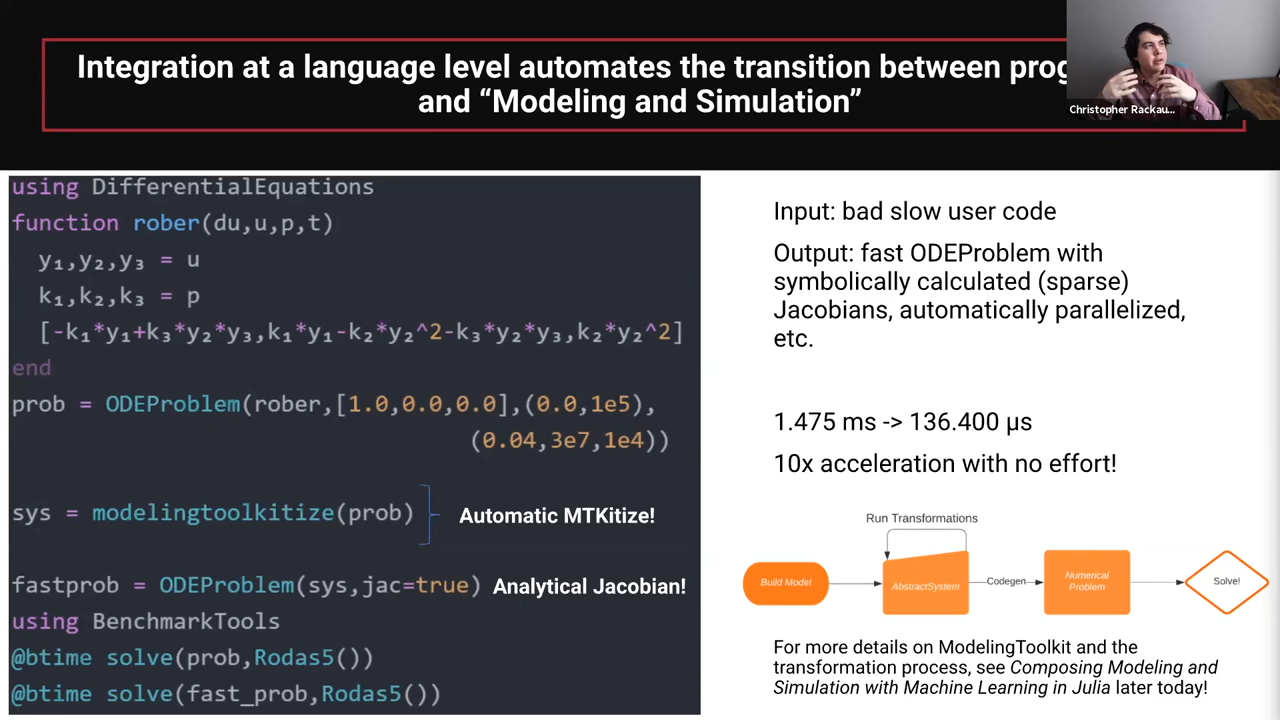 Integration at a language level automates the transition between
and “Modeling and Simulation”
Christopher Rackau...
using DifferentialEquations
function rober(du,u,p,t)
y₁,y₂,y₃ = u
k₁,k₂,k₃ = p
[-k₁*y₁+k₃*y₂*y₃,k₁*y₁-k₂*y₂^2-k₃*y₂*y₃,k₂*y₂^2]
end
prob = ODEProblem(rober,[1.0,0.0,0.0],(0.0,1e5),
(0.04,3e7,1e4))
sys = modelingtoolkitize(prob)
Automatic MTKitize!
fastprob = ODEProblem(sys,jac=true)
Analytical Jacobian!
using BenchmarkTools
@btime solve(prob,Rodas5())
@btime solve(fast_prob,Rodas5())
Input: bad slow user code
Output: fast ODEProblem with
symbolically calculated (sparse)
Jacobians, automatically parallelized,
etc.
1.475 ms -> 136.400 μs
10x acceleration with no effort!
Run Transformations
Build Model
AbstractSystem
Codegen
Numerical
Problem
Solve!
For more details on ModelingToolkit and the
transformation process, see Composing Modeling and
Simulation with Machine Learning in Julia later today!